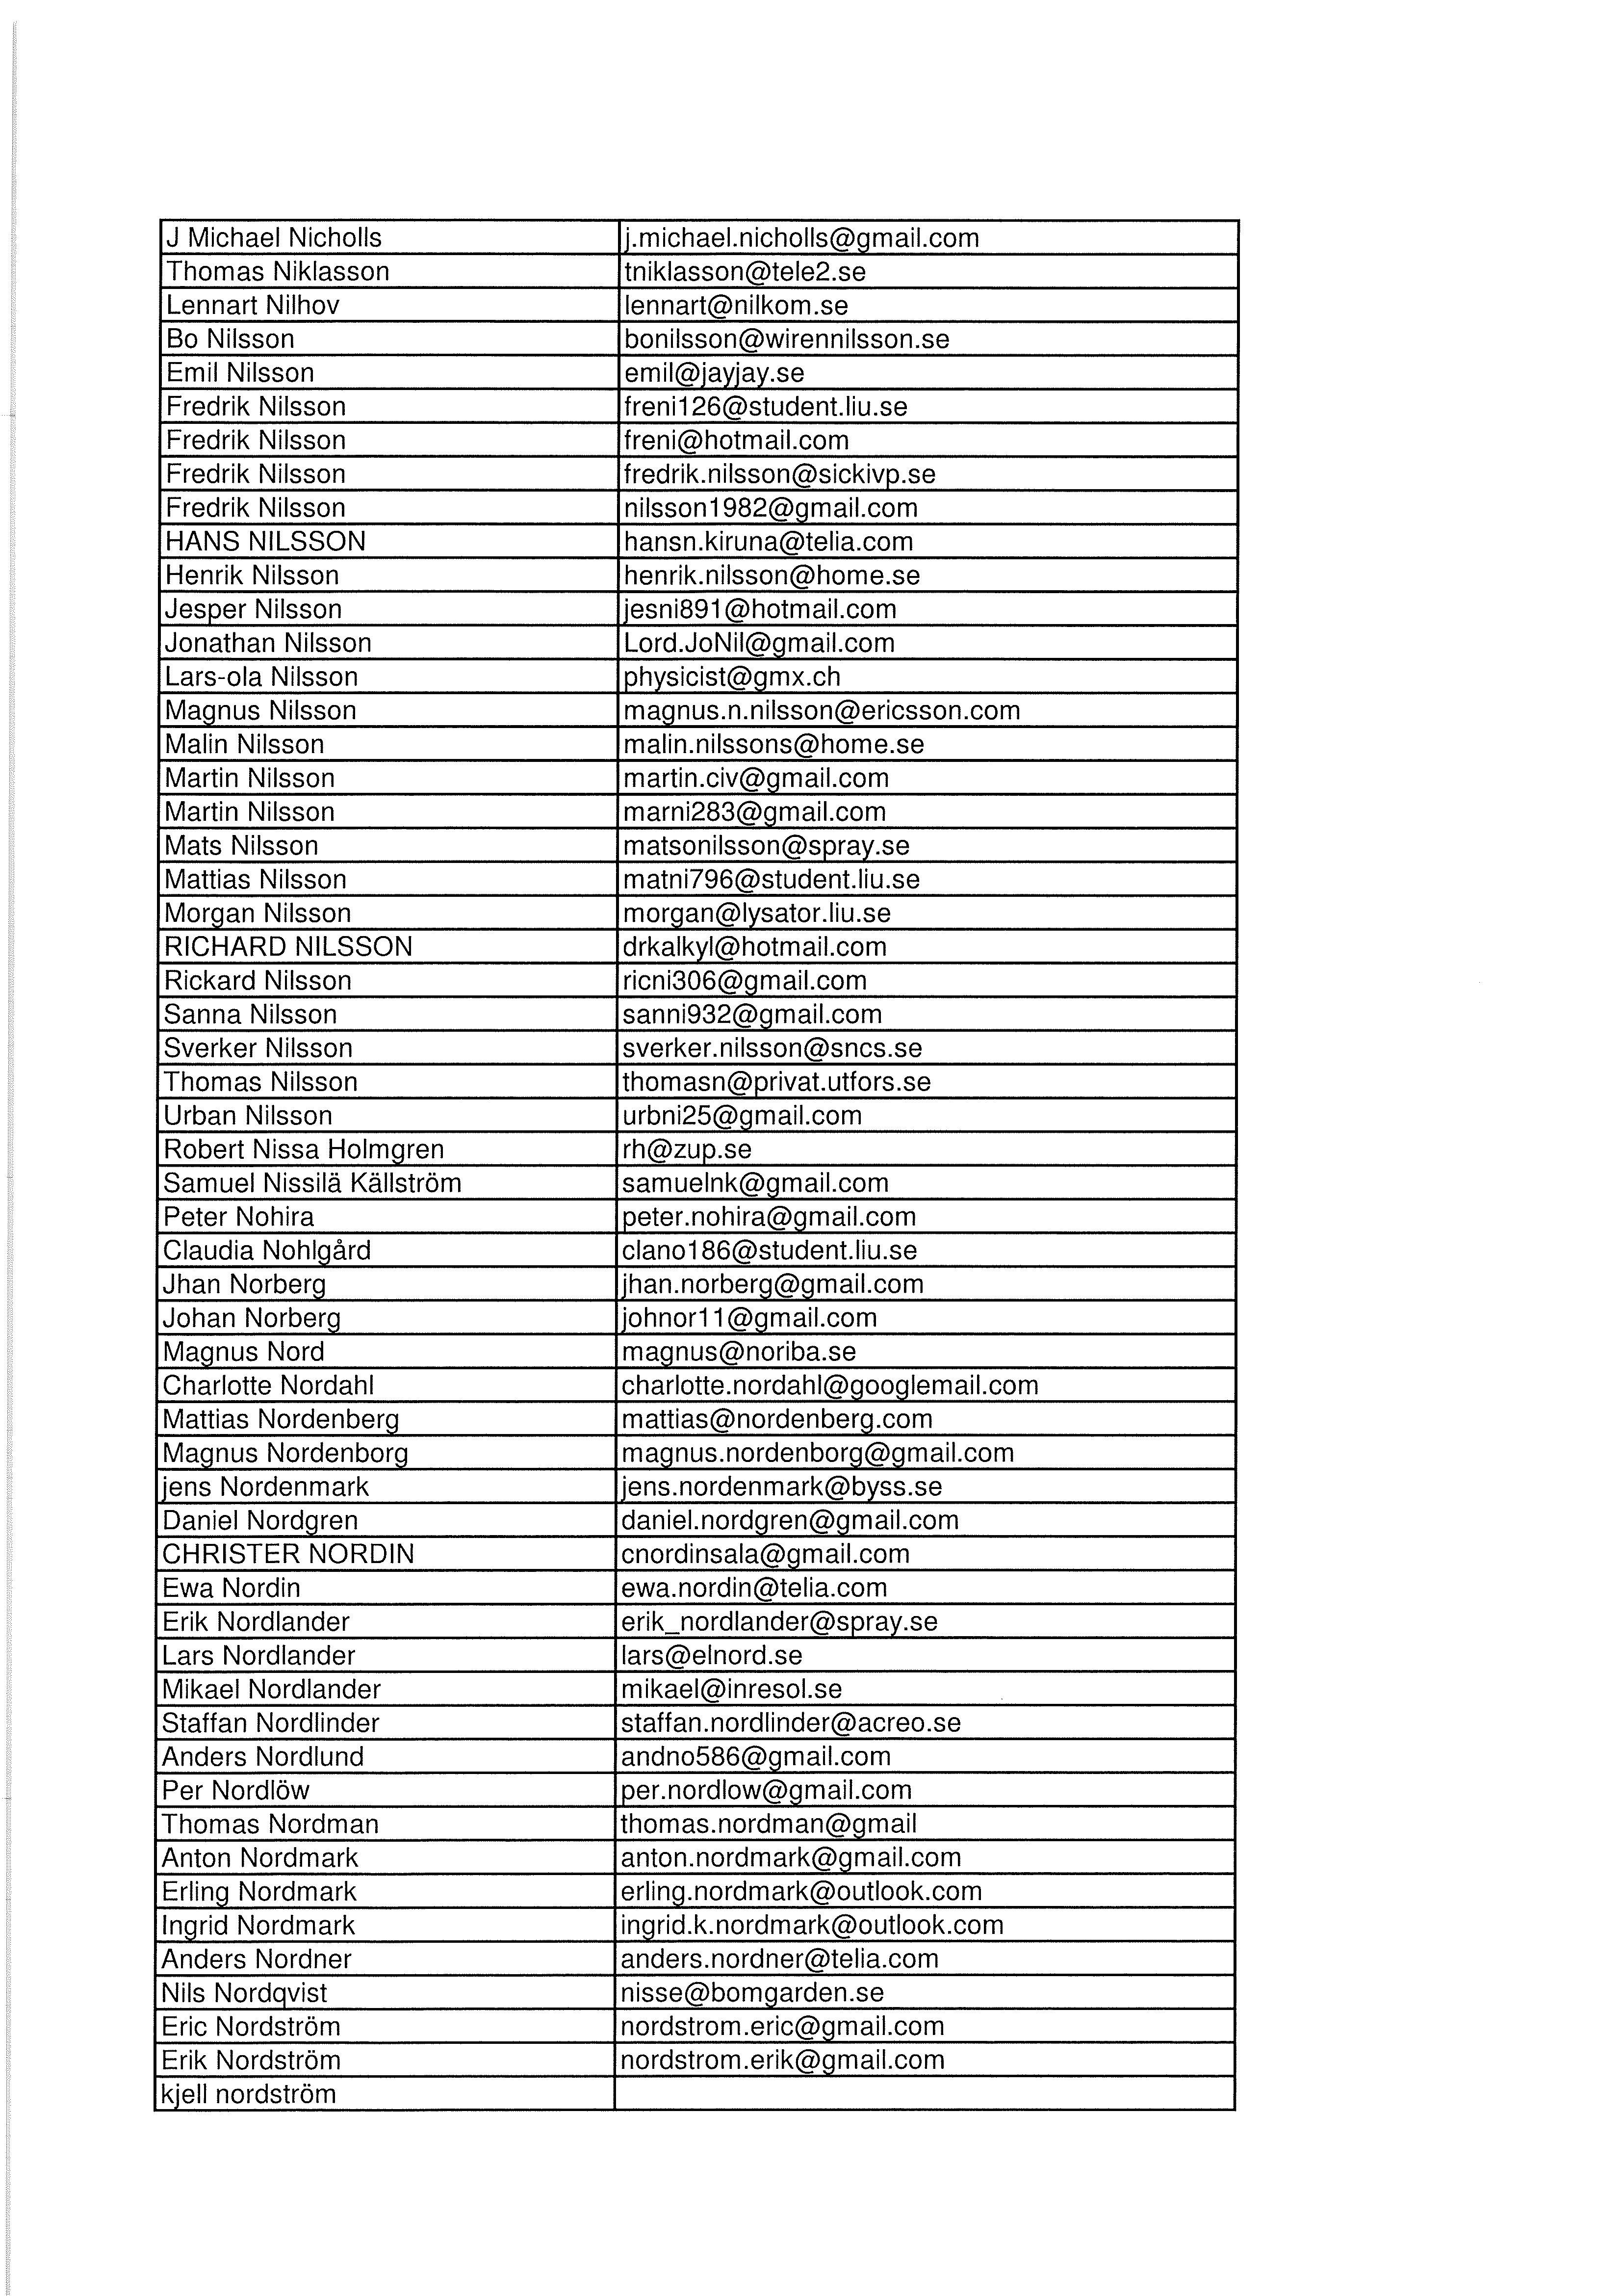 J Michael Nicholls j.michael.nicholls@gmail.com
Thomas Niklasson tniklasson@tele2.se
Lennart Nilhov lennart@nilkom.se
Bo Nilsson bonilsson@wirennilsson.se
Emil Nilsson emil@jayjay.se
Fredrik Nilsson freni126@student.liu.se
Fredrik Nilsson freni@hotmail.com
Fredrik Nilsson fredrik.nilsson@sickivp.se
Fredrik Nilsson nilsson1982@gmail.com
HANS NILSSON hansn.kiruna@telia.com
Henrik Nilsson henrik.nilsson@home.se
Jesper Nilsson jesni891@hotmail.com
Jonathan Nilsson Lord.JoNil@gmail.com
Lars-ola Nilsson physicist@gmx.ch
Magnus Nilsson magnus.n.nilsson@ericsson.com
Malin Nilsson malin.nilssons@home.se
Martin Nilsson martin.civ@gmail.com
Martin Nilsson marni283@gmail.com
Mats Nilsson matsonilsson@spray.se
Mattias Nilsson matni796@student.liu.se
Morgan Nilsson morgan@lysator.liu.se
RICHARD NILSSON drkalkyl@hotmail.com
Rickard Nilsson ricni306@gmail.com
Sanna Nilsson sanni932@gmail.com
Sverker Nilsson sverker.nilsson@sncs.se
Thomas Nilsson thomasn@privat.utfors.se
Urban Nilsson urbni25@gmail.com
Robert Nissa Holmgren rh@zup.se
Samuel Nissilä Källström samuelnk@gmail.com
Peter Nohira peter.nohira@gmail.com
Claudia Nohlgård clano186@student.liu.se
Jhan Norberg jhan.norberg@gmail.com
Johan Norberg johnor11@gmail.com
Magnus Nord magnus@noriba.se
Charlotte Nordahl charlotte.nordahl@googlemail.com
Mattias Nordenberg mattias@nordenberg.com
Magnus Nordenborg magnus.nordenborg@gmail.com
jens Nordenmark jens.nordenmark@byss.se
Daniel Nordgren daniel.nordgren@gmail.com
CHRISTER NORDIN cnordinsala@gmail.com
Ewa Nordin ewa.nordin@telia.com
Erik Nordlander erik_nordlander@spray.se
Lars Nordlander lars@elnord.se
Mikael Nordlander mikael@inresol.se
Staffan Nordlinder staffan.nordlinder@acreo.se
Anders Nordlund andno586@gmail.com
Per Nordlöw per.nordlow@gmail.com
Thomas Nordman thomas.nordman@gmail
Anton Nordmark anton.nordmark@gmail.com
Erling Nordmark erling.nordmark@outlook.com
Ingrid Nordmark ingrid.k.nordmark@outlook.com
Anders Nordner anders.nordner@telia.com
Nils Nordqvist nisse@bomgarden.se
Eric Nordström nordstrom.eric@gmail.com
Erik Nordström nordstrom.erik@gmail.com
kjell nordström